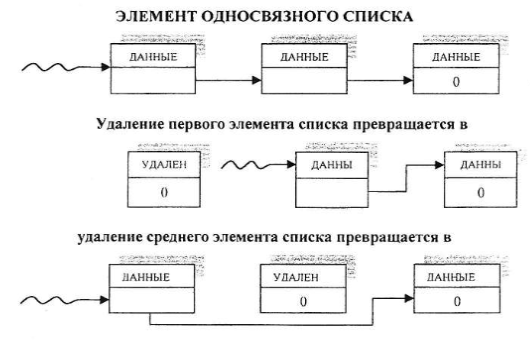 ЭЛЕМЕНТ ОДНОСВЯЗНОГО СПИСКА
ДАННЫЕ ДАННЫЕ ДАННЫЕ
0
Удаление первого элемента списка превращается в
УДАЛЕН ДАННЫ ДАННЫ
0 0
удаление среднего элемента списка превращается в
ДАННЫЕ УДАЛЕН ДАННЫЕ
0 0